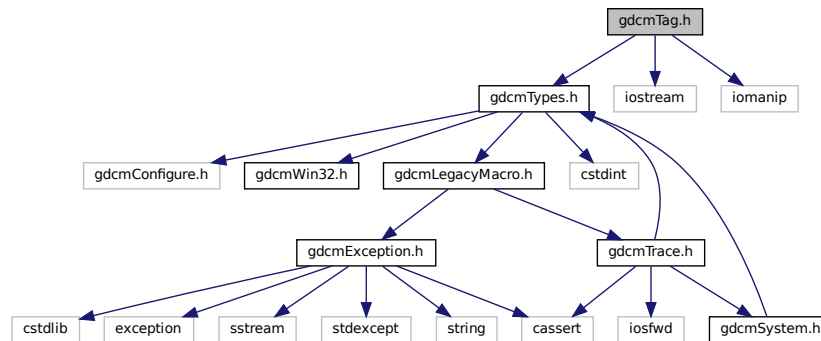 gdcmTag.h
gdcmTypes.h
iostream
iomanip
gdcmConfigure.h
gdcmWin32.h
gdcmLegacyMacro.h
cstdint
gdcmException.h
gdcmTrace.h
cstdlib
exception
sstream
stdexcept
string
cassert
iosfwd
gdcmSystem.h